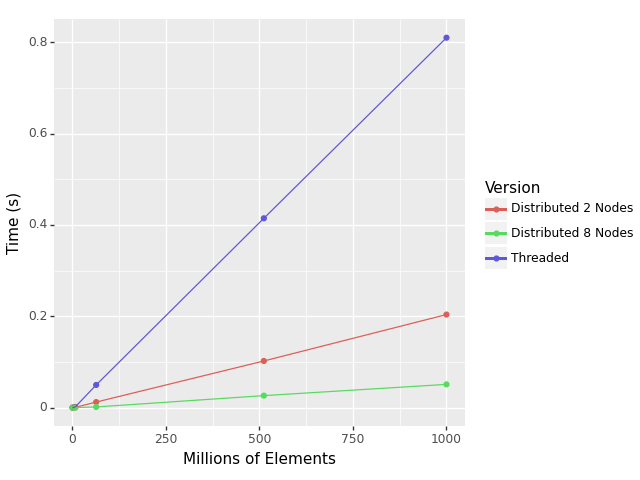 0.8
0.6
0.4
0.2
0
Time (s)
0 250 500 750 1000
Millions of Elements
Version
Distributed 2 Nodes
Distributed 8 Nodes
Threaded